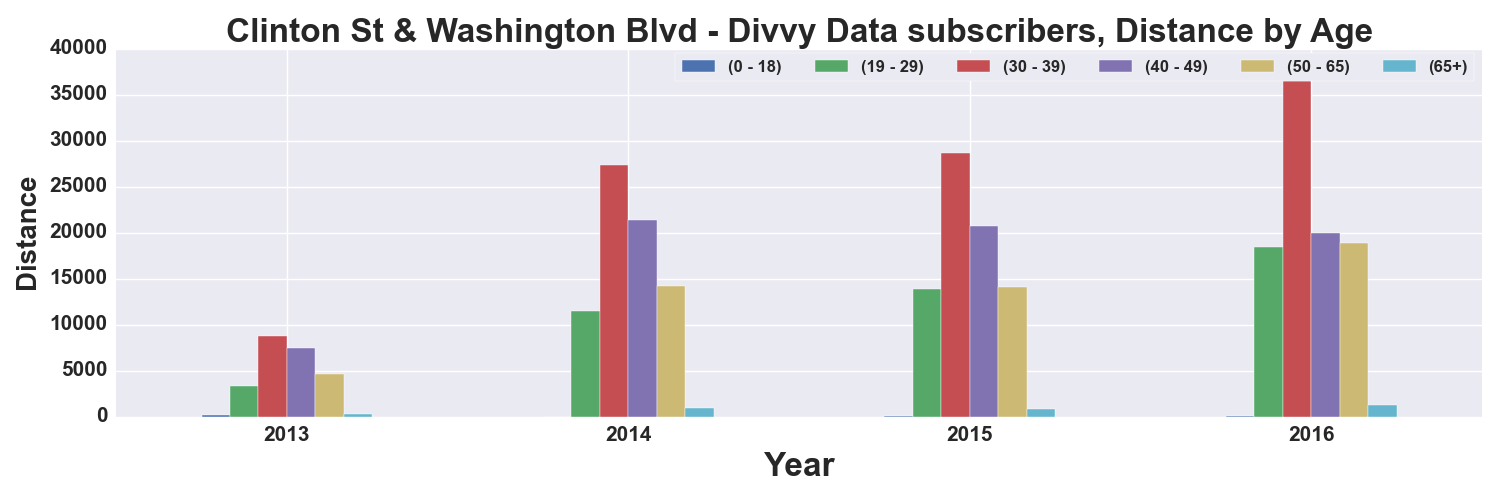 Clinton St & Washington Blvd - Divvy Data subscribers, Distance by Age
40000
35000
30000
25000
20000
15000
10000
5000
0
Distance
(0 - 18) (19 - 29) (30 - 39) (40 - 49) (50 - 65) (65+)
2013 2014 2015 2016
Year